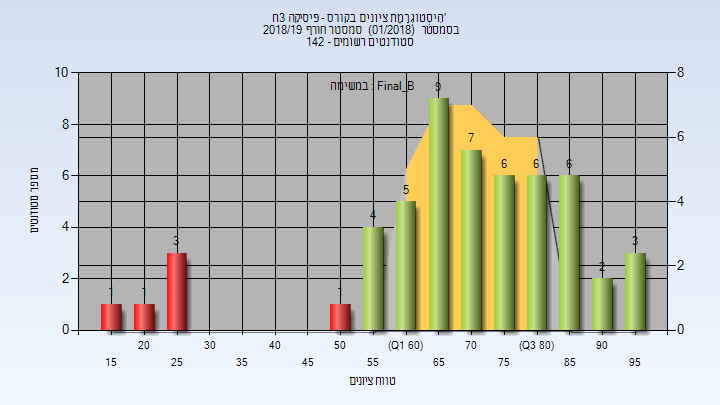 היסטוגרמת ציונים בקורס - פיסיקה 3ח'
בסמסטר (01/2018) סמסטר חורף 2018/19
סטודנטים רשומים - 142
במשימה : Final_B
10 8
8 6
6 4
4 2
2 0
0
מספר סטודנטים
1 1 3 1 4 5 9 7 6 6 6 2 3
20 30 40 50 (Q1 60) 70 (Q3 80) 90
15 25 35 45 55 65 75 85 95
טווח ציונים